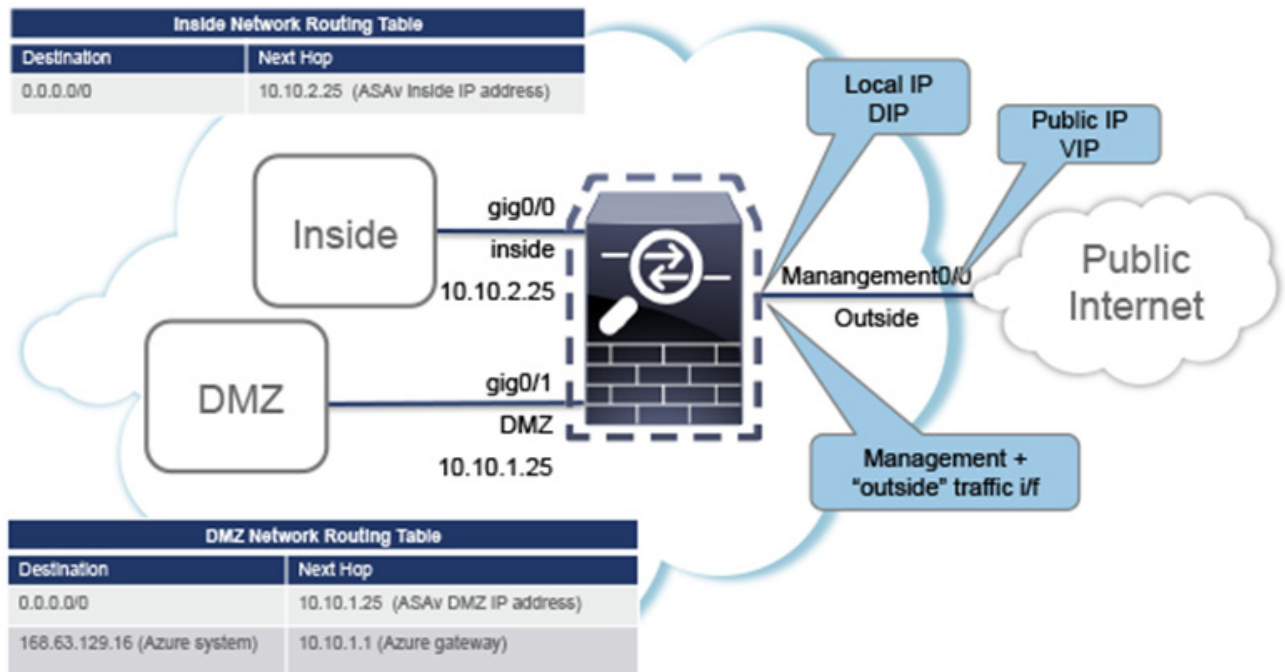 Inside Network Routing Table
Destination Next Hop
0.0.0.0/0 10.10.2.25 (ASAv Inside IP address)
Local IP
DIP
Public IP
VIP
Inside
gig0/0
inside
10.10.2.25
Manangement0/0
Outside
Public
Internet
DMZ
gig0/1
DMZ
10.10.1.25
Management +
“outside” traffic i/f
DMZ Network Routing Table
Destination Next Hop
0.0.0.0/0 10.10.1.25 (ASAv DMZ IP address)
168.63.129.16 (Azure system) 10.10.1.1 (Azure gateway)